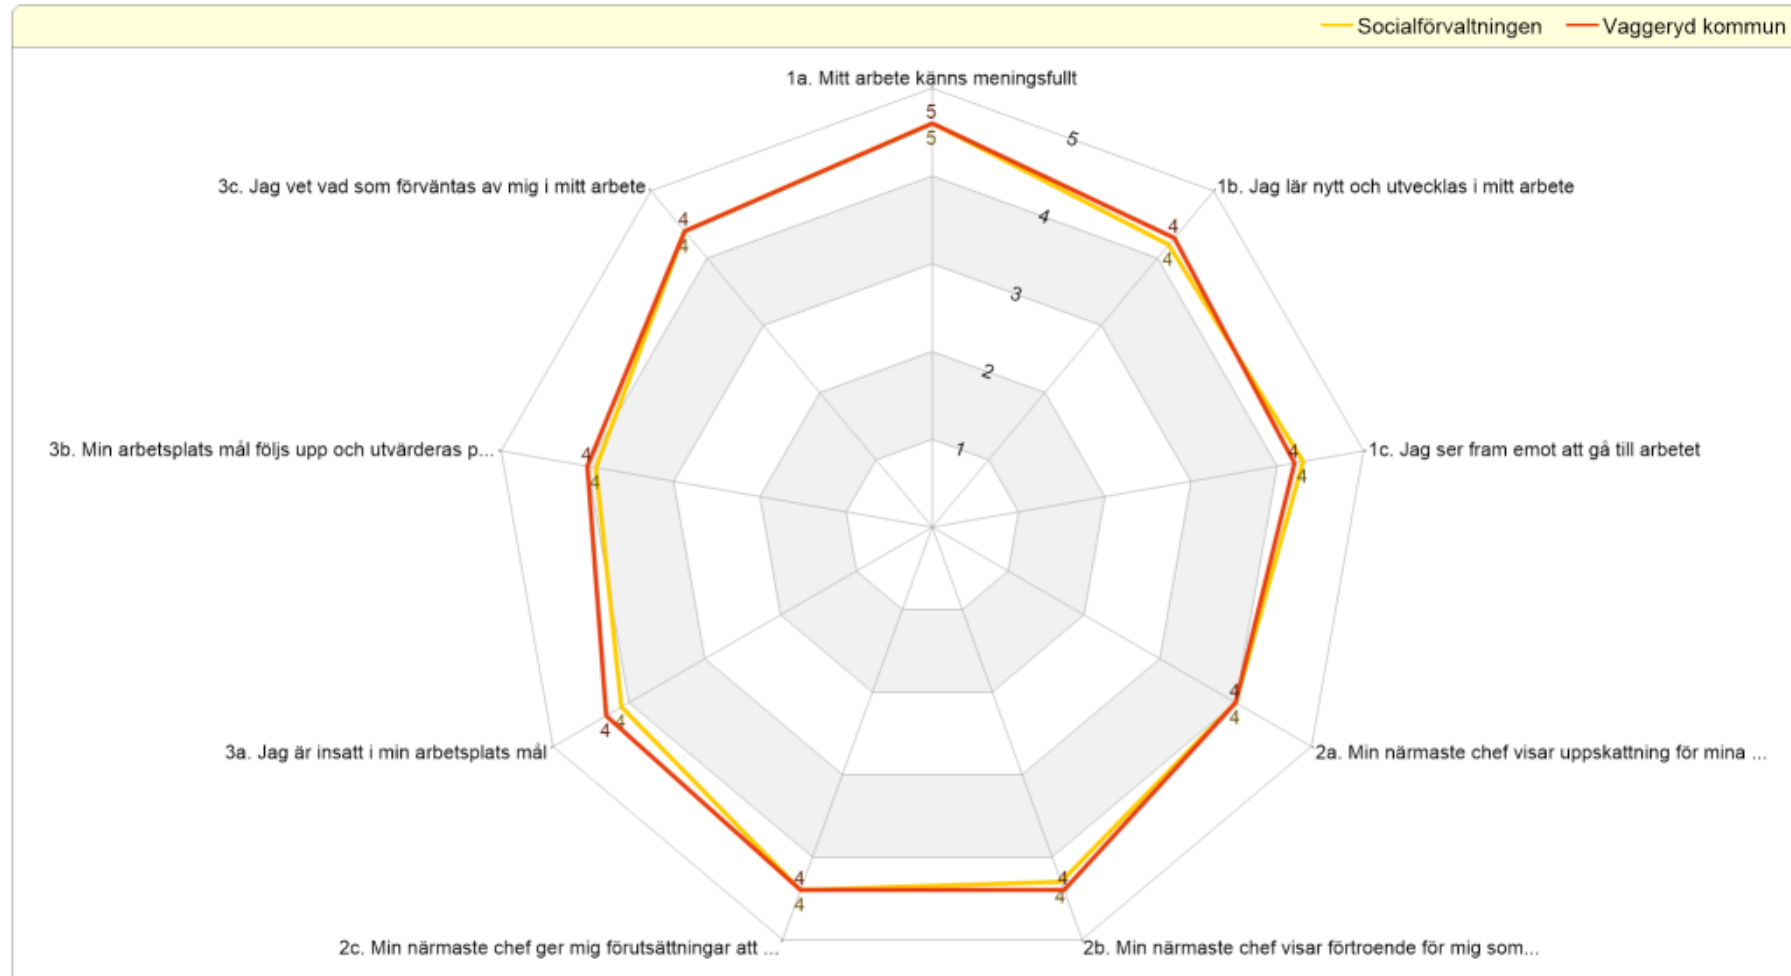 Socialförvaltningen Vaggeryd kommun
1a. Mitt arbete känns meningsfullt
5
5
5
3c. Jag vet vad som förväntas av mig i mitt arbete
1b. Jag lär nytt och utvecklas i mitt arbete
4
4
4
4
4
3
2
1
3b. Min arbetsplats mål följs upp och utvärderas p...
4
4
4
4
1c. Jag ser fram emot att gå till arbetet
4
4
4
4
3a. Jag är insatt i min arbetsplats mål
2a. Min närmaste chef visar uppskattning för mina ...
4
4
4
4
2c. Min närmaste chef ger mig förutsättningar att ...
2b. Min närmaste chef visar förtroende för mig som...